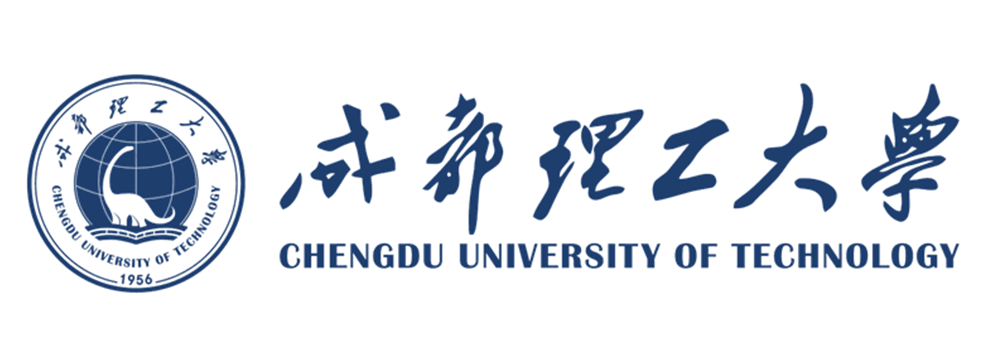 成都理工大學
CHENGDU UNIVERSITY OF TECHNOLOGY
1956
成都理工大學
CHENGDU UNIVERSITY OF TECHNOLOGY